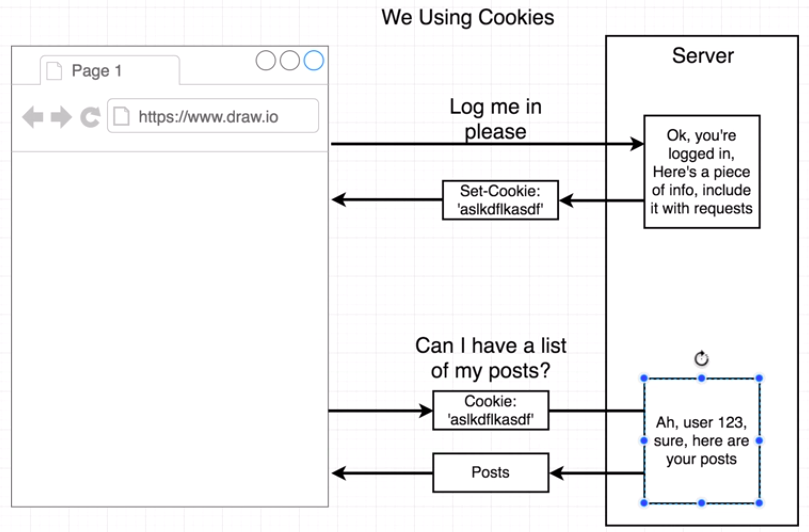 We Using Cookies
Page 1
https://www.draw.io
Server
Log me in
please
Ok, you're
logged in,
Here's a piece
of info, include
it with requests
Set-Cookie:
'aslkdflkasdf'
Can I have a list
of my posts?
Cookie:
'aslkdflkasdf'
Ah, user 123,
sure, here are
your posts
Posts